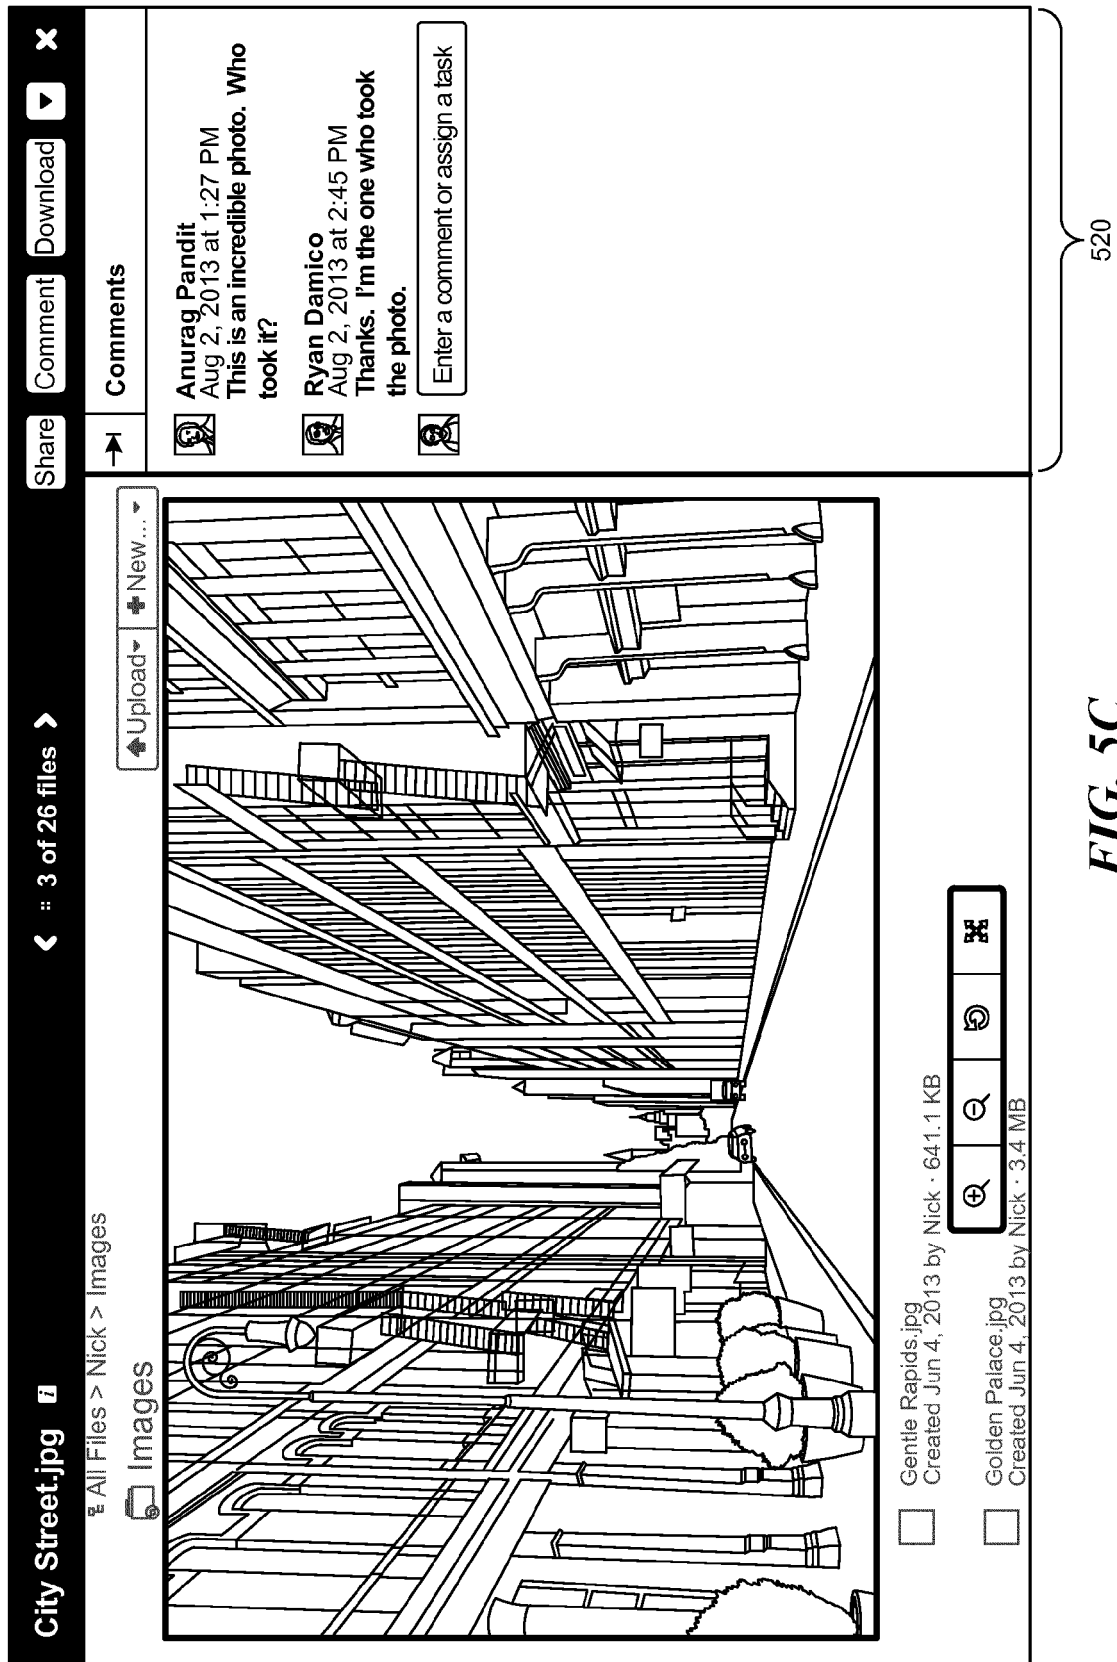 City Street.jpg i
3 of 26 files
Share Comment Download
All Files > Nick > Images
Images
Upload New...
Comments
Anurag Pandit
Aug 2, 2013 at 1:27 PM
This is an incredible photo. Who
took it?
Ryan Damico
Aug 2, 2013 at 2:45 PM
Thanks. I'm the one who took
the photo.
Enter a comment or assign a task
Gentle Rapids.jpg
Created Jun 4, 2013 by Nick · 641.1 KB
Golden Palace.jpg
Created Jun 4, 2013 by Nick · 3.4 MB
520
FIG. 5C